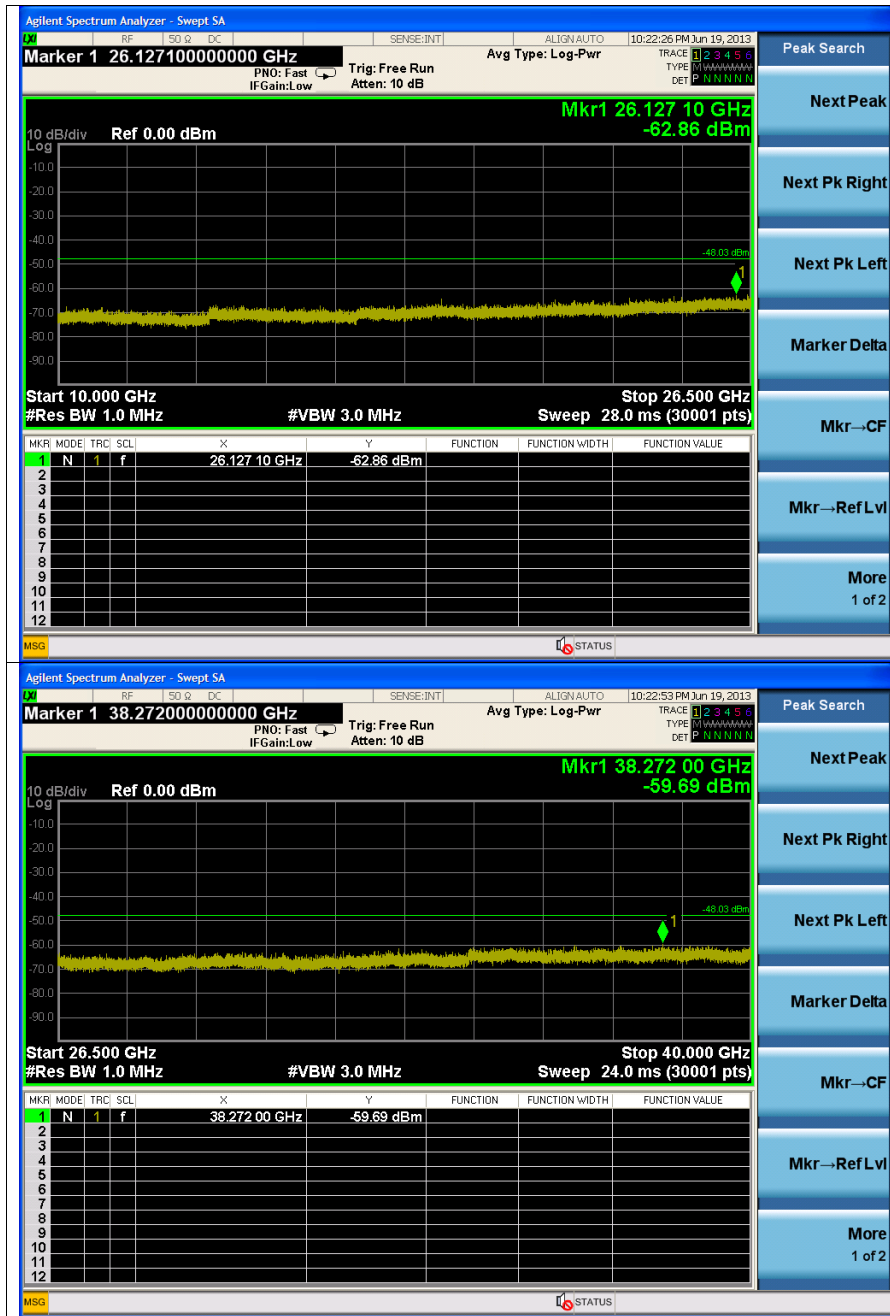 Agilent Spectrum Analyzer - Swept SA
LXI RF 50 Ω DC SENSE:INT ALIGN AUTO 10:22:26 PM Jun 19, 2013
Marker 1 26.127100000000 GHz
PNO: Fast
IFGain:Low
Trig: Free Run
Atten: 10 dB
Avg Type: Log-Pwr
TRACE 1 2 3 4 5 6
TYPE M WWWWW
DET P N N N N N
Mkr1 26.127 10 GHz
-62.86 dBm
10 dB/div Ref 0.00 dBm
Log
-10.0
-20.0
-30.0
-40.0
-48.03 dBm
-50.0
1
-60.0
-70.0
-80.0
-90.0
Start 10.000 GHz Stop 26.500 GHz
#Res BW 1.0 MHz #VBW 3.0 MHz Sweep 28.0 ms (30001 pts)
MKR MODE TRC SCL X Y FUNCTION FUNCTION WIDTH FUNCTION VALUE
1 N 1 f 26.127 10 GHz -62.86 dBm
2
3
4
5
6
7
8
9
10
11
12
MSG STATUS
Peak Search
Next Peak
Next Pk Right
Next Pk Left
Marker Delta
Mkr→CF
Mkr→Ref Lvl
More
1 of 2
Agilent Spectrum Analyzer - Swept SA
LXI RF 50 Ω DC SENSE:INT ALIGN AUTO 10:22:53 PM Jun 19, 2013
Marker 1 38.272000000000 GHz
PNO: Fast
IFGain:Low
Trig: Free Run
Atten: 10 dB
Avg Type: Log-Pwr
TRACE 1 2 3 4 5 6
TYPE M WWWWW
DET P N N N N N
Mkr1 38.272 00 GHz
-59.69 dBm
10 dB/div Ref 0.00 dBm
Log
-10.0
-20.0
-30.0
-40.0
-48.03 dBm
-50.0
1
-60.0
-70.0
-80.0
-90.0
Start 26.500 GHz Stop 40.000 GHz
#Res BW 1.0 MHz #VBW 3.0 MHz Sweep 24.0 ms (30001 pts)
MKR MODE TRC SCL X Y FUNCTION FUNCTION WIDTH FUNCTION VALUE
1 N 1 f 38.272 00 GHz -59.69 dBm
2
3
4
5
6
7
8
9
10
11
12
MSG STATUS
Peak Search
Next Peak
Next Pk Right
Next Pk Left
Marker Delta
Mkr→CF
Mkr→Ref Lvl
More
1 of 2